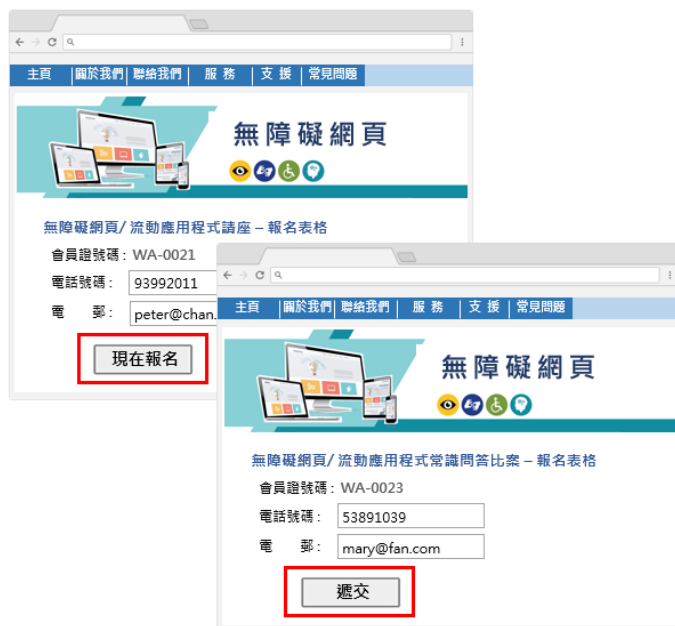 主頁 關於我們 聯絡我們 服務 支援 常見問題
無障礙網頁
無障礙網頁/ 流動應用程式講座 – 報名表格
會員證號碼: WA-0021
電話號碼: 93992011
電 郵: peter@chan.
現在報名
主頁 關於我們 聯絡我們 服務 支援 常見問題
無障礙網頁
無障礙網頁/ 流動應用程式常識問答比案 – 報名表格
會員證號碼: WA-0023
電話號碼: 53891039
電 郵: mary@fan.com
遞交